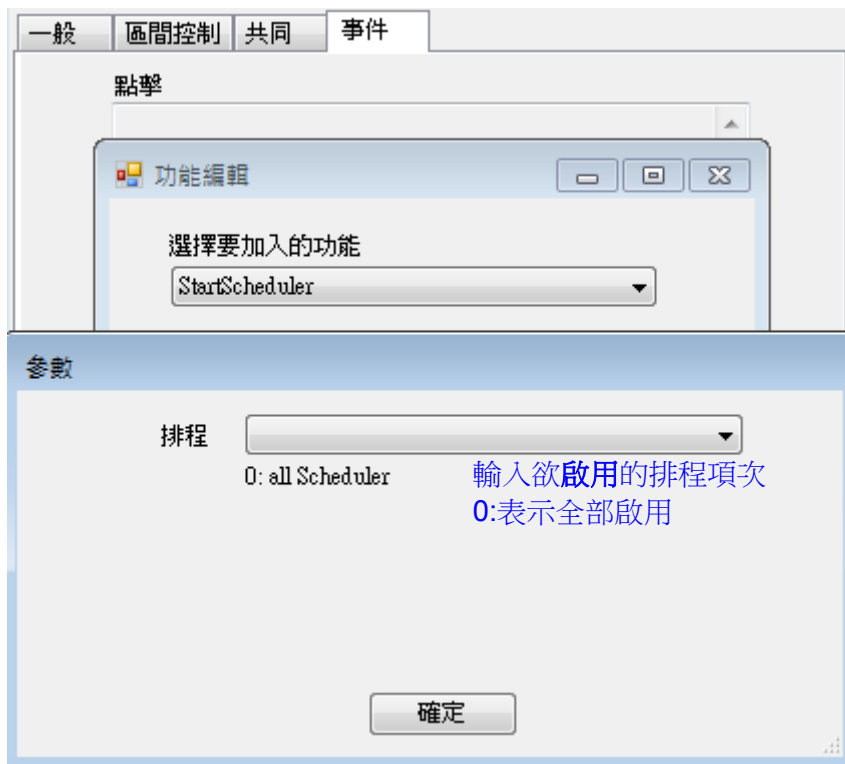 一般 區間控制 共同 事件
點擊
功能編輯
選擇要加入的功能
StartScheduler
參數
排程
0: all Scheduler 輸入欲啟用的排程項次
0:表示全部啟用
確定